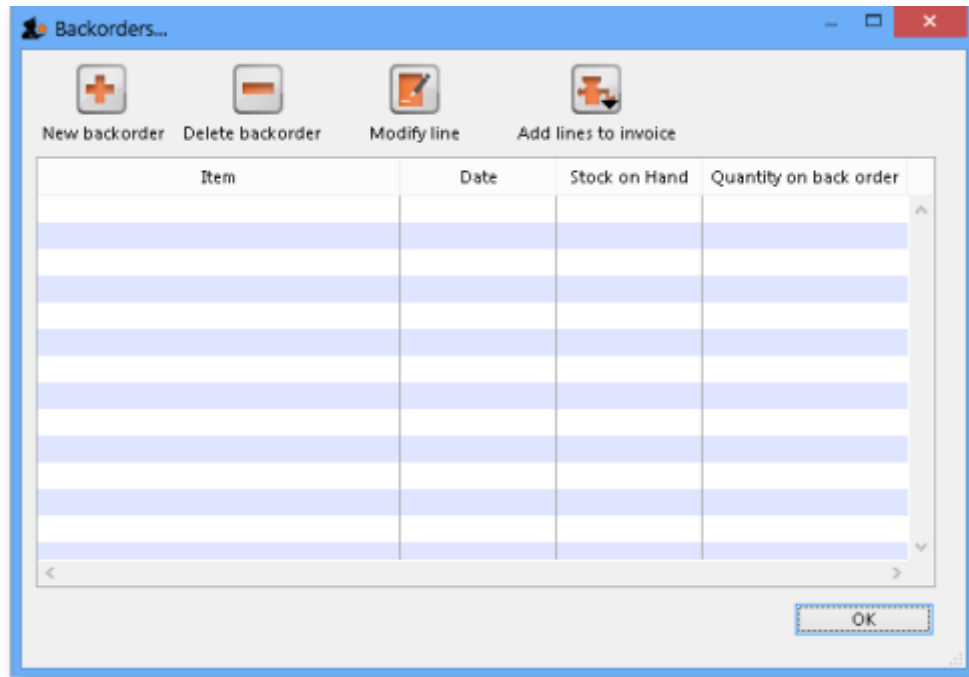 Backorders...
New backorder Delete backorder Modify line Add lines to invoice
Item Date Stock on Hand Quantity on back order
OK